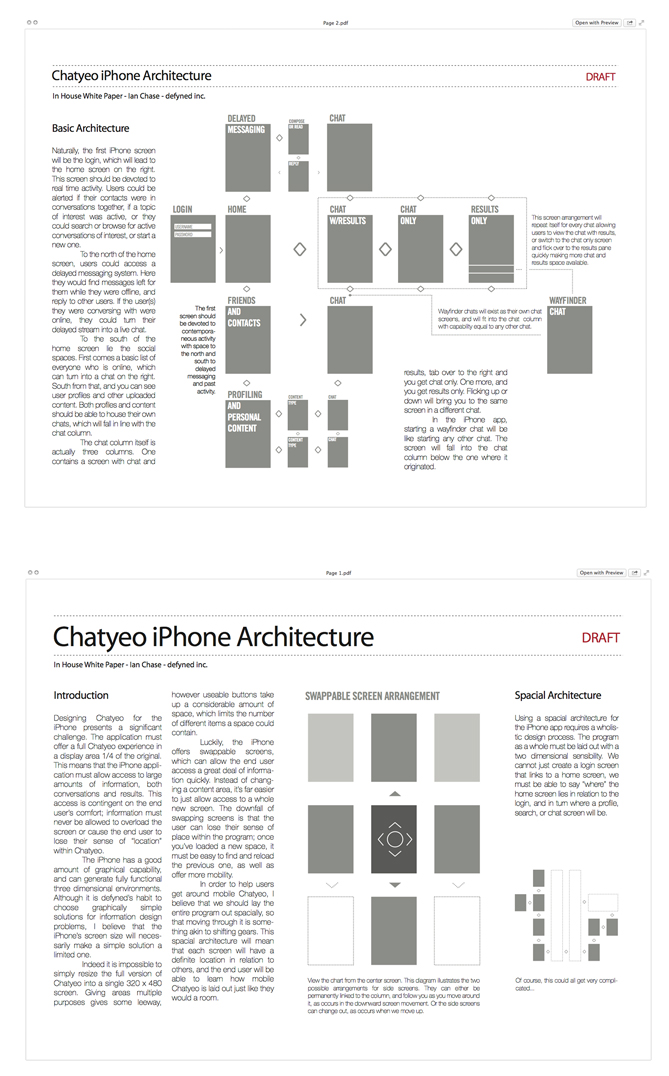 Page 2.pdf
Open with Preview
Chatyeo iPhone Architecture
DRAFT
In House White Paper - Ian Chase - defyned inc.
Basic Architecture
Naturally, the first iPhone screen
will be the login, which will lead to
the home screen on the right.
This screen should be devoted to
real time activity. Users could be
alerted if their contacts were in
conversations together, if a topic
of interest was active, or they
could search or browse for active
conversations of interest, or start a
new one.
To the north of the home
screen, users could access a
delayed messaging system. Here
they would find messages left for
them while they were offline, and
reply to other users. If the user(s)
they were conversing with were
online, they could turn their
delayed stream into a live chat.
To the south of the
home screen lie the social
spaces. First comes a basic list of
everyone who is online, which
can turn into a chat on the right.
South from that, and you can see
user profiles and other uploaded
content. Both profiles and content
should be able to house their own
chats, which will fall in line with the
chat column.
The chat column itself is
actually three columns. One
contains a screen with chat and
DELAYED
MESSAGING
COMPOSE
OR READ
REPLY
CHAT
LOGIN
USERNAME
PASSWORD
HOME
CHAT
W/RESULTS
CHAT
ONLY
RESULTS
ONLY
This screen arrangement will
repeat itself for every chat allowing
users to view the chat with results,
or switch to the chat only screen
and flick over to the results pane
quickly making more chat and
results space available.
The first
screen should
be devoted to
contempora-
neous activity
with space to
the north and
south to
delayed
messaging
and past
activity.
FRIENDS
AND
CONTACTS
CHAT
Wayfinder chats will exist as their own chat
screens, and will fit into the chat column
with capabilty equal to any other chat.
WAYFINDER
CHAT
PROFILING
AND
PERSONAL
CONTENT
CONTENT
TYPE
CHAT
CONTENT
TYPE
CHAT
results, tab over to the right and
you get chat only. One more, and
you get results only. Flicking up or
down will bring you to the same
screen in a different chat.
In the iPhone app,
starting a wayfinder chat will be
like starting any other chat. The
screen will fall into the chat
column below the one where it
originated.
Page 1.pdf
Open with Preview
Chatyeo iPhone Architecture
DRAFT
In House White Paper - Ian Chase - defyned inc.
Introduction
Designing Chatyeo for the
iPhone presents a significant
challenge. The application must
offer a full Chatyeo experience in
a display area 1/4 of the original.
This means that the iPhone appli-
cation must allow access to large
amounts of information, both
conversations and results. This
access is contingent on the end
user's comfort; information must
never be allowed to overload the
screen or cause the end user to
lose their sense of "location"
within Chatyeo.
The iPhone has a good
amount of graphical capability,
and can generate fully functional
three dimensional environments.
Although it is defyned's habit to
choose graphically simple
solutions for information design
problems, I believe that the
iPhone's screen size will neces-
sarily make a simple solution a
limited one.
Indeed it is impossible to
simply resize the full version of
Chatyeo into a single 320 x 480
screen. Giving areas multiple
purposes gives some leeway,
however useable buttons take
up a considerable amount of
space, which limits the number
of different items a space could
contain.
Luckily, the iPhone
offers swappable screens,
which can allow the end user
access a great deal of informa-
tion quickly. Instead of chang-
ing a content area, it's far easier
to just allow access to a whole
new screen. The downfall of
swapping screens is that the
user can lose their sense of
place within the program; once
you've loaded a new space, it
must be easy to find and reload
the previous one, as well as
offer more mobility.
In order to help users
get around mobile Chatyeo, I
believe that we should lay the
entire program out spacially, so
that moving through it is some-
thing akin to shifting gears. This
spacial architecture will mean
that each screen will have a
definite location in relation to
others, and the end user will be
able to learn how mobile
Chatyeo is laid out just like they
would a room.
SWAPPABLE SCREEN ARRANGEMENT
View the chart from the center screen. This diagram illustrates the two
possible arrangements for side screens. They can either be
permanently linked to the column, and follow you as you move around
it, as occurs in the downward screen movement. Or the side screens
can change out, as occurs when we move up.
Spacial Architecture
Using a spacial architecture for
the iPhone app requires a wholis-
tic design process. The program
as a whole must be laid out with a
two dimensional sensibility. We
cannot just create a login screen
that links to a home screen, we
must be able to say "where" the
home screen lies in relation to the
login, and in turn where a profile,
search, or chat screen will be.
Of course, this could all get very compli-
cated...